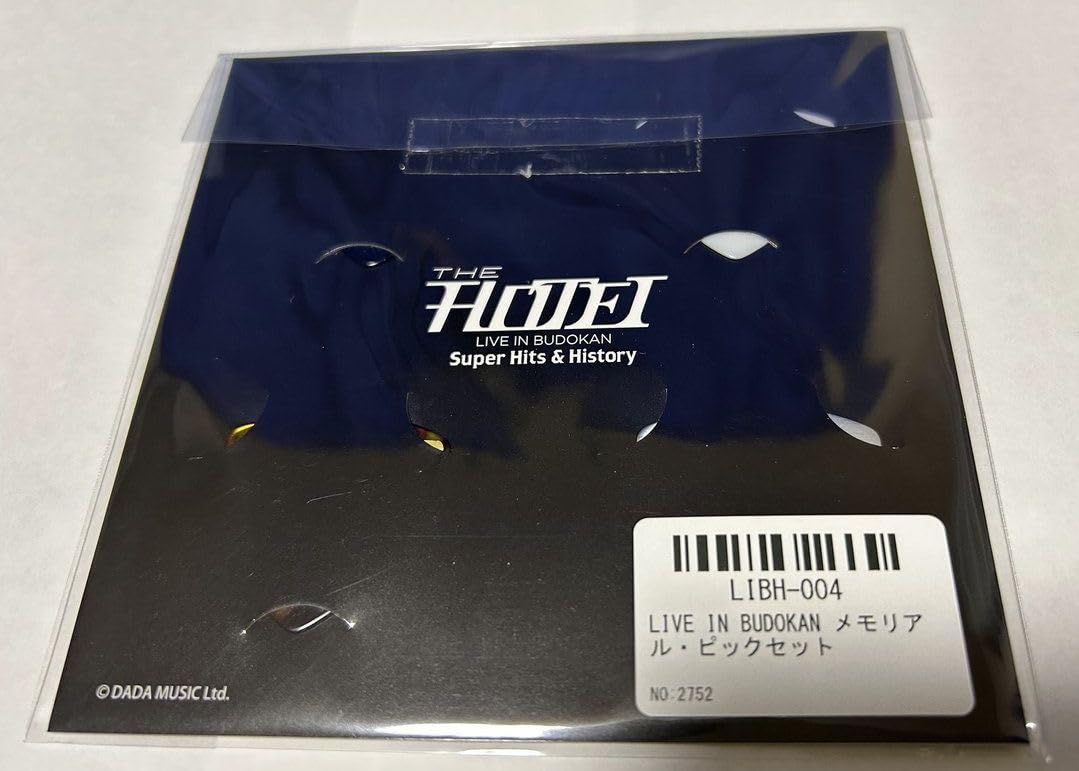 THE
HOTEI
LIVE IN BUDOKAN
Super Hits & History
LIBH-004
LIVE IN BUDOKAN メモリア
ル・ピックセット
NO:2752
© DADA MUSIC Ltd.